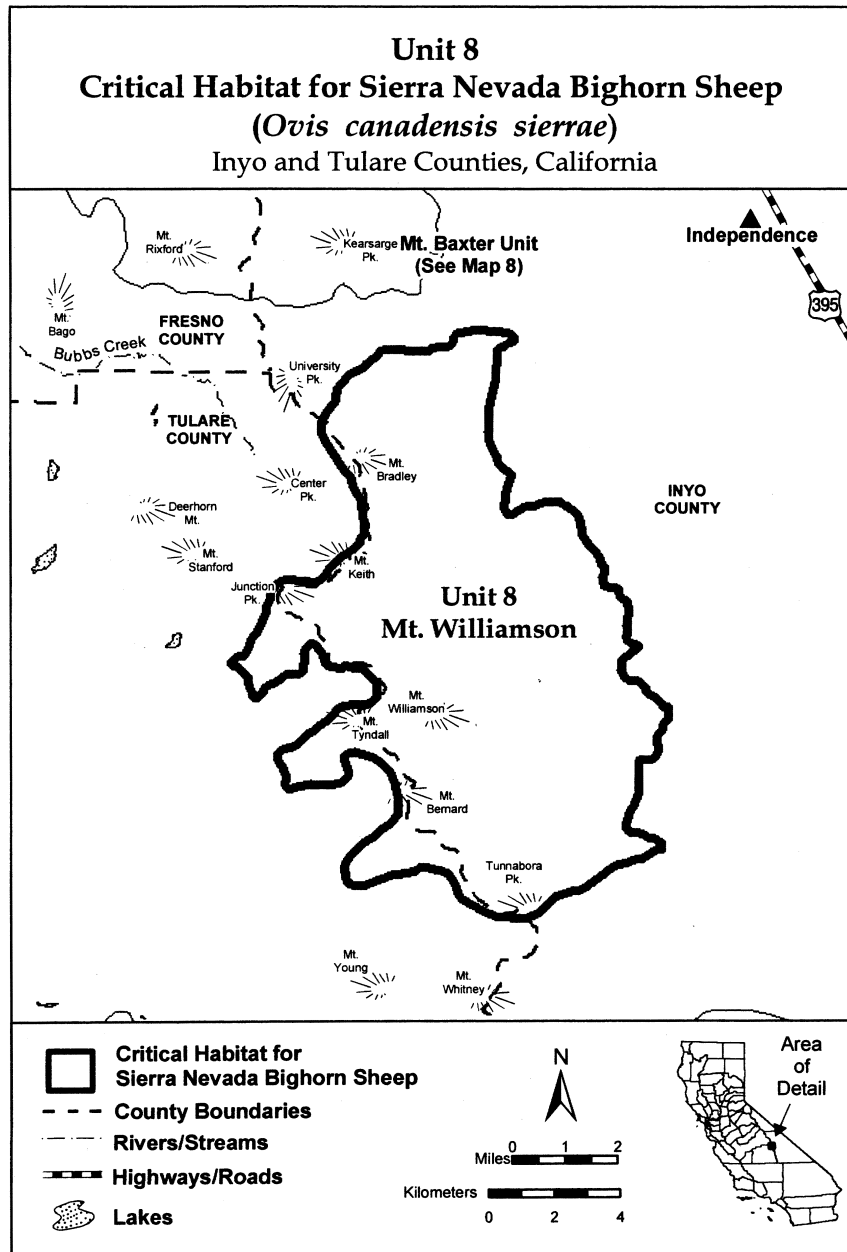 Unit 8
Critical Habitat for Sierra Nevada Bighorn Sheep
(Ovis canadensis sierrae)
Inyo and Tulare Counties, California
Mt.
Rixford
Kearsarge
Pk.
Mt. Baxter Unit
(See Map 8)
Independence
395
Mt.
Bago
FRESNO
COUNTY
Bubbs Creek
University
Pk.
TULARE
COUNTY
Mt.
Bradley
Center
Pk.
INYO
COUNTY
Deerhorn
Mt.
Mt.
Stanford
Mt.
Keith
Junction
Pk.
Unit 8
Mt. Williamson
Mt.
Williamson
Mt.
Tyndall
Mt.
Bernard
Tunnabora
Pk.
Mt.
Young
Mt.
Whitney
Critical Habitat for
Sierra Nevada Bighorn Sheep
County Boundaries
Rivers/Streams
Highways/Roads
Lakes
N
0 1 2
Miles
Kilometers
0 2 4
Area
of
Detail